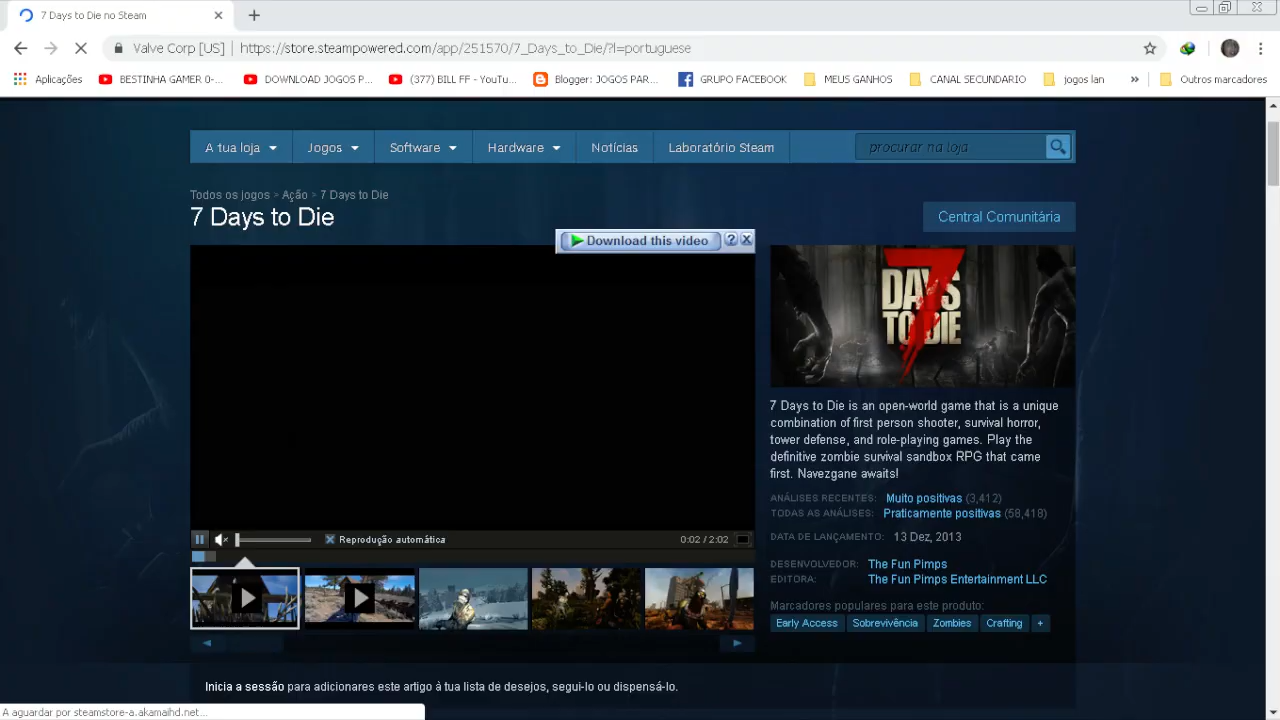 7 Days to Die no Steam
Valve Corp [US] | https://store.steampowered.com/app/251570/7_Days_to_Die/?l=portuguese
Aplicações BESTINHA GAMER 0-... DOWNLOAD JOGOS P... (377) BILL FF - YouTu... Blogger: JOGOS PAR... GRUPO FACEBOOK MEUS GANHOS CANAL SECUNDARIO jogos lan » Outros marcadores
A tua loja Jogos Software Hardware Notícias Laboratório Steam procurar na loja
Todos os jogos > Ação > 7 Days to Die
7 Days to Die
Central Comunitária
Download this video ?
7 DAYS TO DIE
7 Days to Die is an open-world game that is a unique
combination of first person shooter, survival horror,
tower defense, and role-playing games. Play the
definitive zombie survival sandbox RPG that came
first. Navezgane awaits!
ANÁLISES RECENTES: Muito positivas (3,412)
TODAS AS ANÁLISES: Praticamente positivas (58,418)
DATA DE LANÇAMENTO: 13 Dez, 2013
DESENVOLVEDOR: The Fun Pimps
EDITORA: The Fun Pimps Entertainment LLC
Marcadores populares para este produto:
Early Access Sobrevivência Zombies Crafting +
Reprodução automática 0:02 / 2:02
Inicia a sessão para adicionares este artigo à tua lista de desejos, segui-lo ou dispensá-lo.
A aguardar por steamstore-a.akamaihd.net...